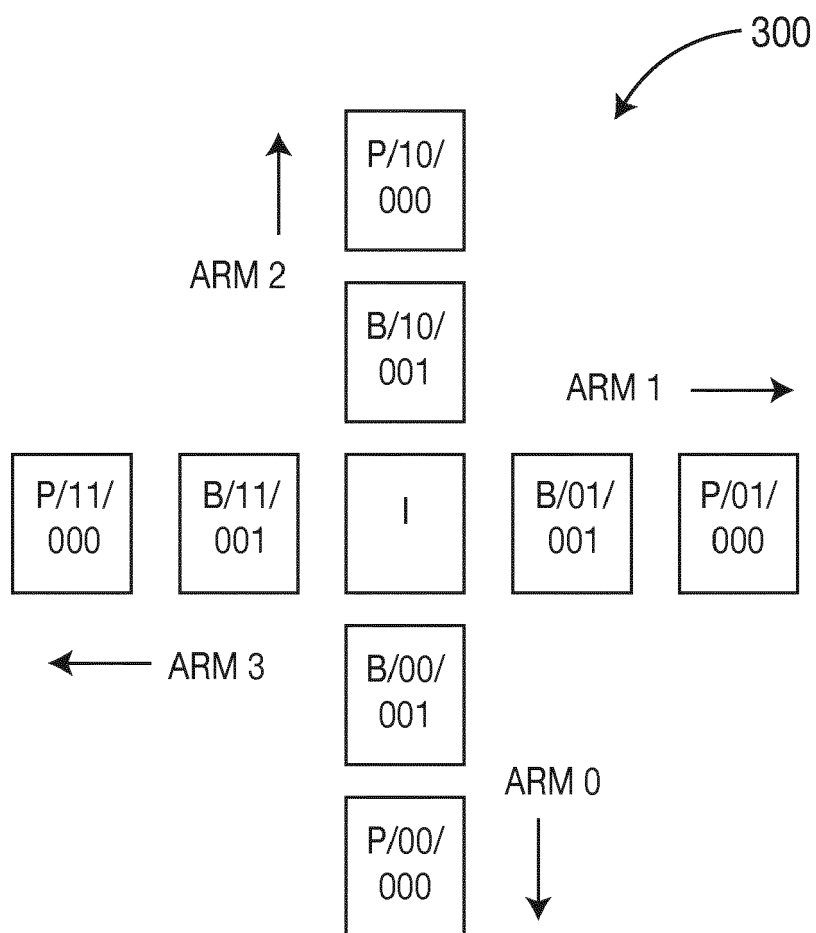 300
P/10/
000
ARM 2
B/10/
001
ARM 1
P/11/
000
B/11/
001
I
B/01/
001
P/01/
000
ARM 3
B/00/
001
ARM 0
P/00/
000